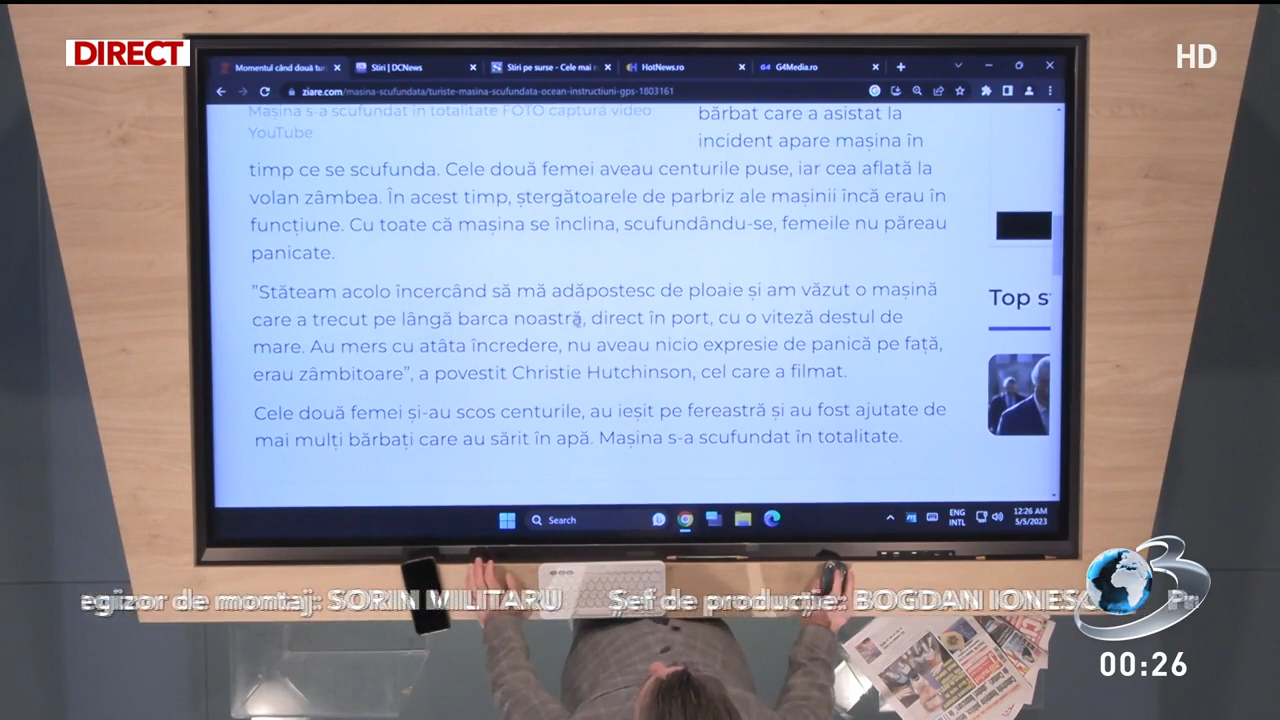 DIRECT
HD
Momentul când două tu
Stiri | DCNews
Stiri pe surse - Cele mai
HotNews.ro
G4Media.ro
ziare.com/masina-scufundata/turiste-masina-scufundata-ocean-instructiuni-gps-1803161
Mașina s-a scufundat în totalitate FOTO captură video
YouTube
bărbat care a asistat la
incident apare mașina în
timp ce se scufunda. Cele două femei aveau centurile puse, iar cea aflată la
volan zâmbea. În acest timp, ștergătoarele de parbriz ale mașinii încă erau în
funcțiune. Cu toate că mașina se înclina, scufundându-se, femeile nu păreau
panicate.
”Stăteam acolo încercând să mă adăpostesc de ploaie și am văzut o mașină
care a trecut pe lângă barca noastră, direct în port, cu o viteză destul de
mare. Au mers cu atâta încredere, nu aveau nicio expresie de panică pe față,
erau zâmbitoare”, a povestit Christie Hutchinson, cel care a filmat.
Cele două femei și-au scos centurile, au ieșit pe fereastră și au fost ajutate de
mai mulți bărbați care au sărit în apă. Mașina s-a scufundat în totalitate.
Top s
Search
ENG
INTL
12:26 AM
5/5/2023
egizor de montaj: SORIN MILITARU Șef de producție: BOGDAN IONESC
3
00:26